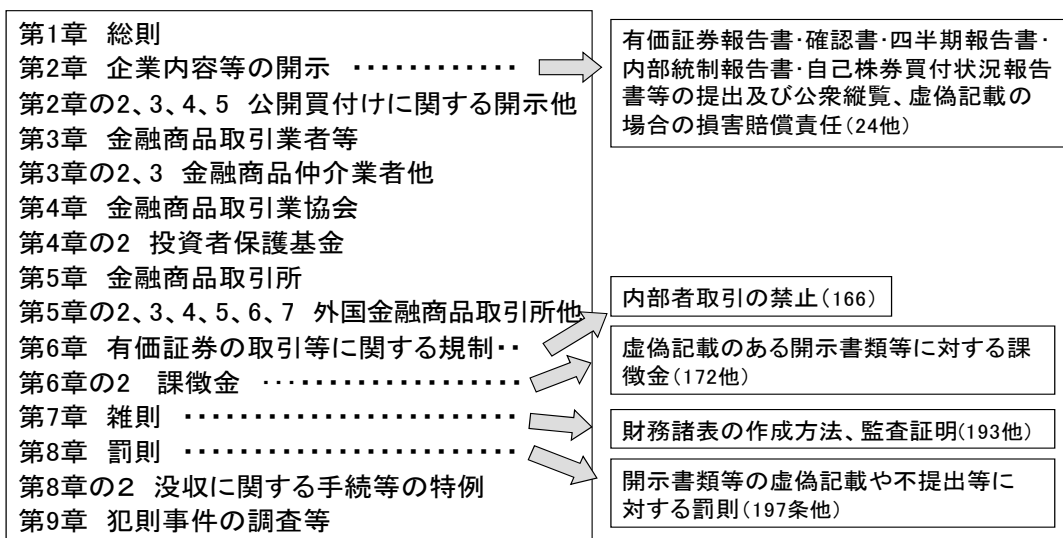 第1章 総則
第2章 企業内容等の開示 ・・・・・・・・・・・・
第2章の2、3、4、5 公開買付けに関する開示他
第3章 金融商品取引業者等
第3章の2、3 金融商品仲介業者他
第4章 金融商品取引業協会
第4章の2 投資者保護基金
第5章 金融商品取引所
第5章の2、3、4、5、6、7 外国金融商品取引所他
第6章 有価証券の取引等に関する規制・・
第6章の2 課徴金 ・・・・・・・・・・・・・・・・・・
第7章 雑則 ・・・・・・・・・・・・・・・・・・・・・・・
第8章 罰則 ・・・・・・・・・・・・・・・・・・・・・・・
第8章の２ 没収に関する手続等の特例
第9章 犯則事件の調査等
有価証券報告書・確認書・四半期報告書・
内部統制報告書・自己株券買付状況報告
書等の提出及び公衆縦覧、虚偽記載の
場合の損害賠償責任(24他)
内部者取引の禁止(166)
虚偽記載のある開示書類等に対する課
徴金(172他)
財務諸表の作成方法、監査証明(193他)
開示書類等の虚偽記載や不提出等に
対する罰則(197条他)